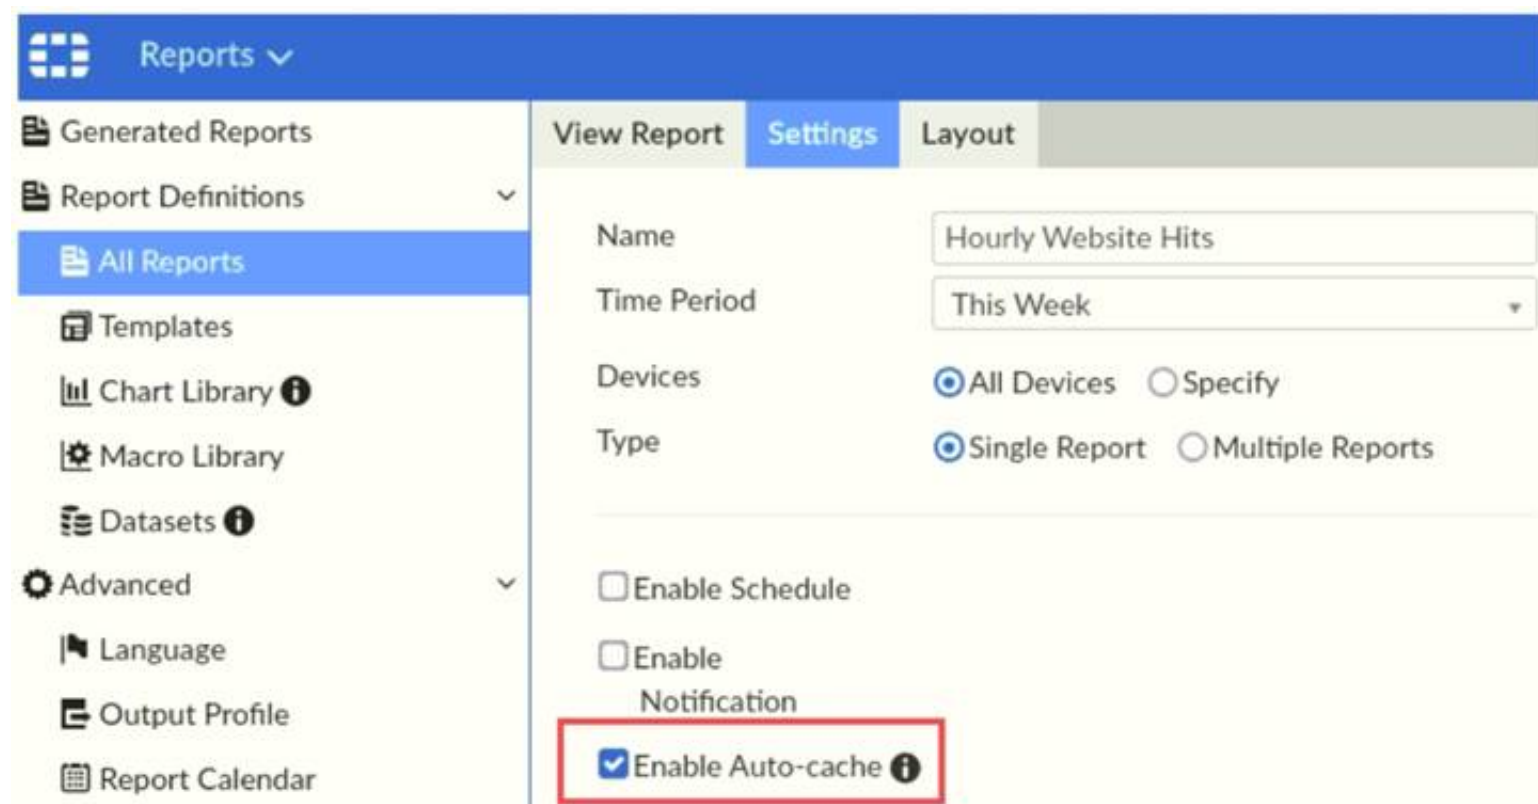 Reports
Generated Reports
Report Definitions
All Reports
Templates
Chart Library
Macro Library
Datasets
Advanced
Language
Output Profile
Report Calendar
View Report Settings Layout
Name Hourly Website Hits
Time Period This Week
Devices All Devices Specify
Type Single Report Multiple Reports
Enable Schedule
Enable
Notification
Enable Auto-cache